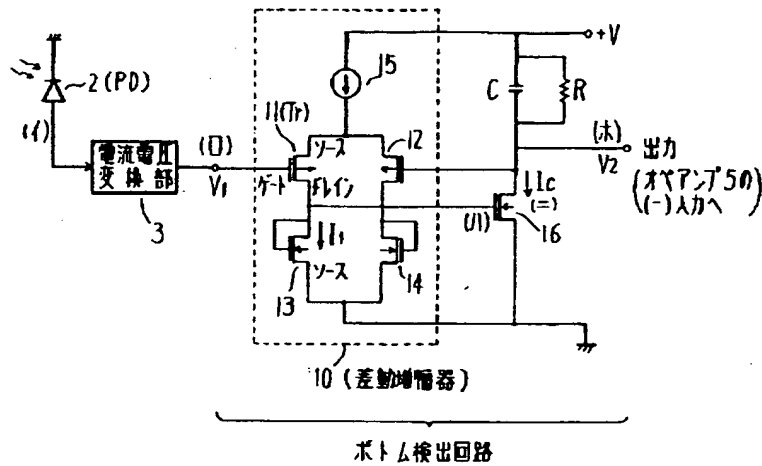 +V
15
2(PD)
C
R
11(Tr)
12
(イ)
ソース
(ホ)
(ロ)
V2
出力
電流電圧
変換部
V1
ゲート
ドレイン
Ic
(オペアンプ5の
(-)入力へ)
(ニ)
3
(ハ)
16
I1
ソース
13
14
10(差動増幅器)
ボトム検出回路